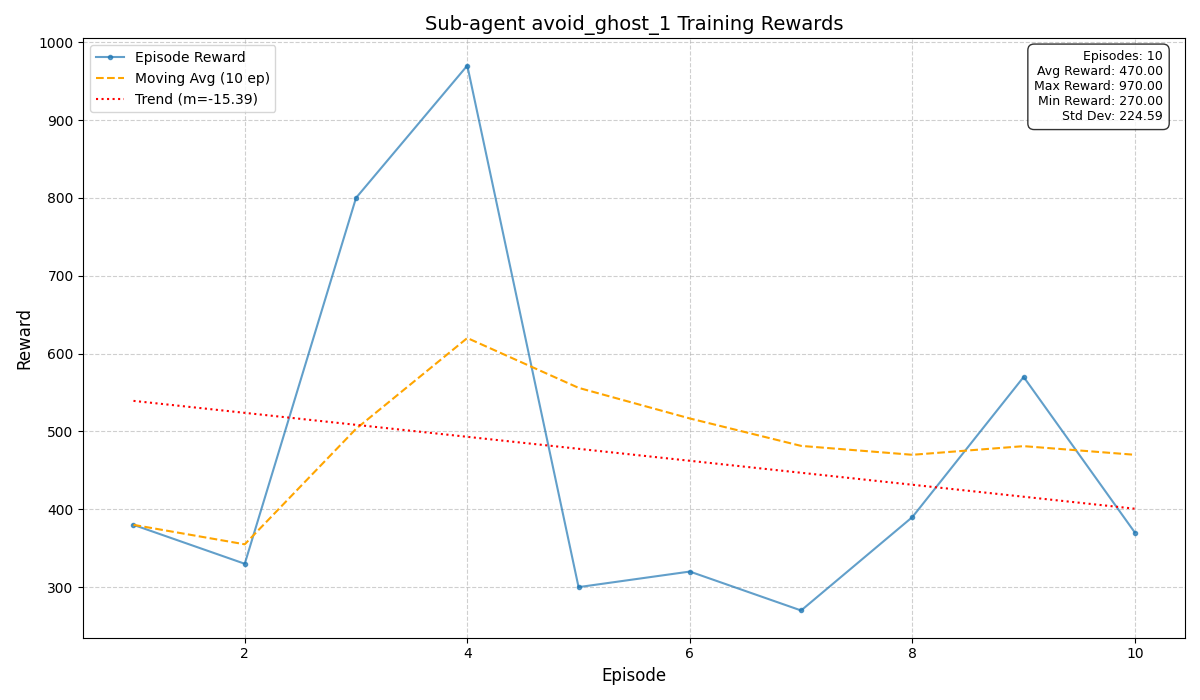 Sub-agent avoid_ghost_1 Training Rewards
Episode Reward
Moving Avg (10 ep)
Trend (m=-15.39)
Episodes: 10
Avg Reward: 470.00
Max Reward: 970.00
Min Reward: 270.00
Std Dev: 224.59
Reward
1000
900
800
700
600
500
400
300
2
4
6
8
10
Episode